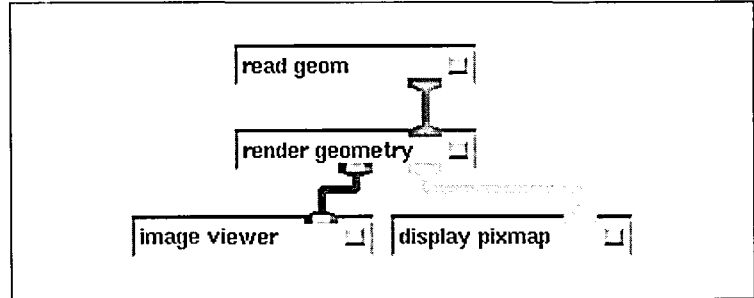 read geom
render geometry
image viewer
display pixmap